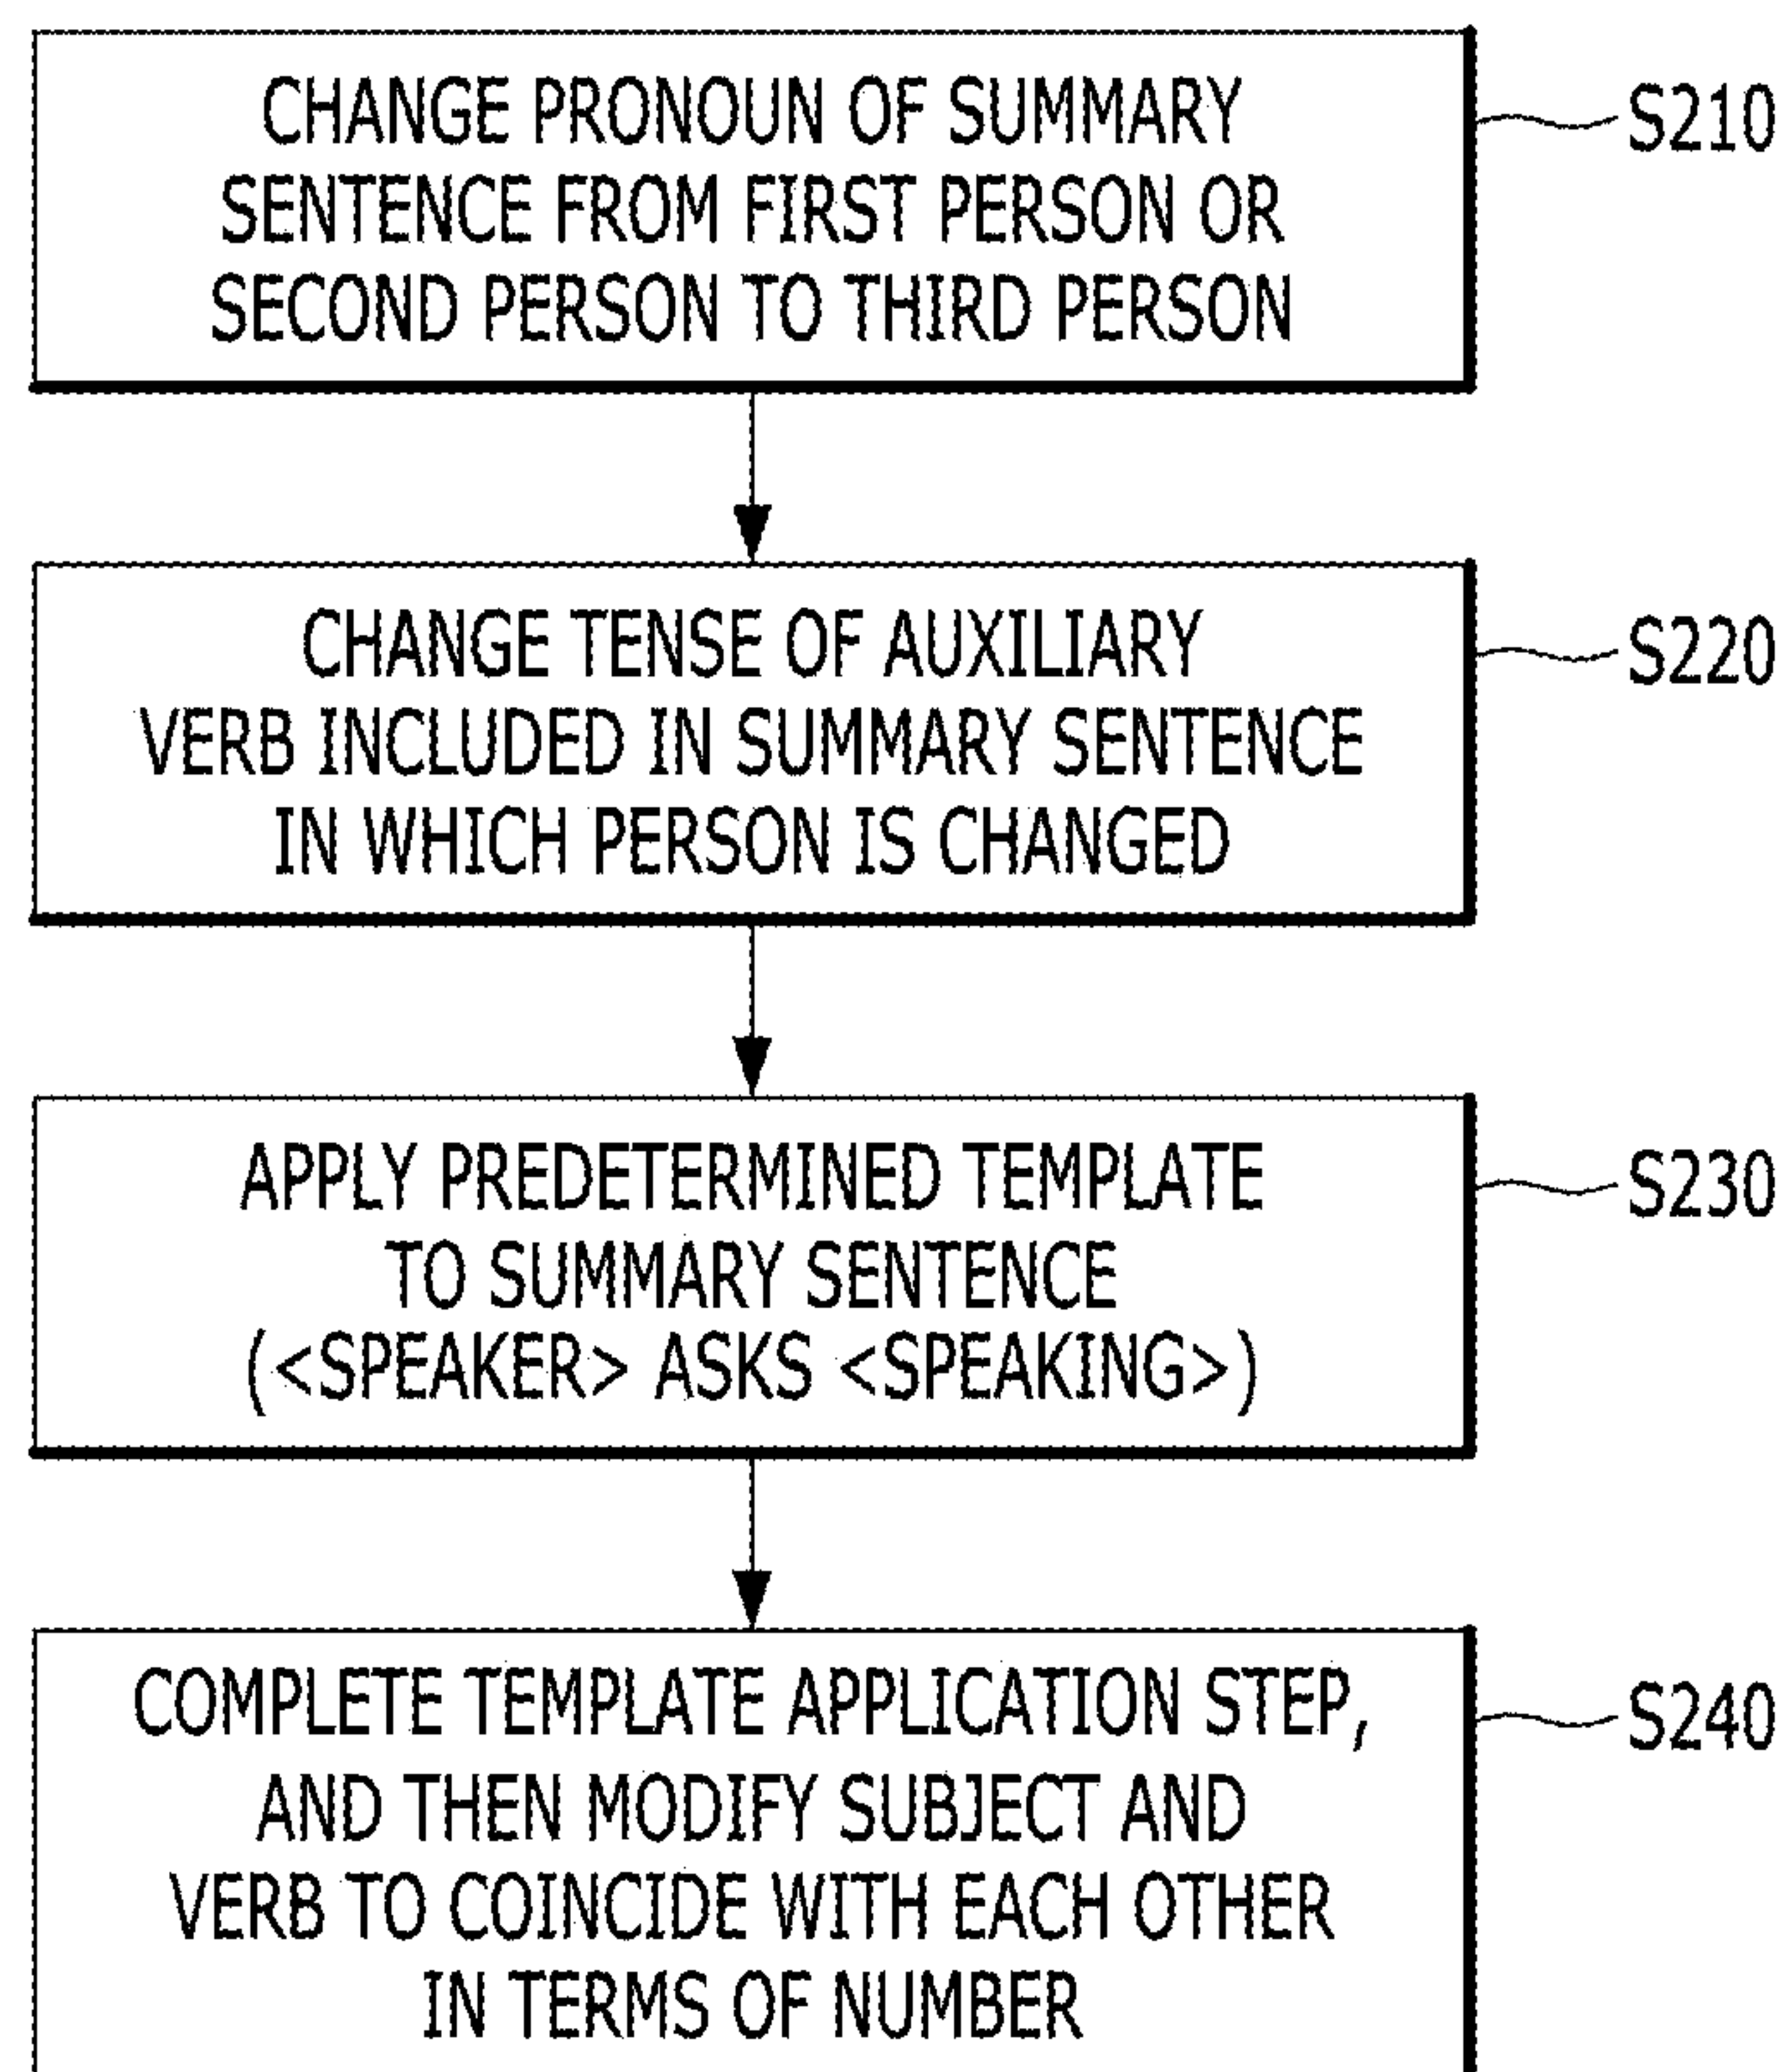 CHANGE PRONOUN OF SUMMARY
SENTENCE FROM FIRST PERSON OR
SECOND PERSON TO THIRD PERSON
S210
CHANGE TENSE OF AUXILIARY
VERB INCLUDED IN SUMMARY SENTENCE
IN WHICH PERSON IS CHANGED
S220
APPLY PREDETERMINED TEMPLATE
TO SUMMARY SENTENCE
(<SPEAKER> ASKS <SPEAKING>)
S230
COMPLETE TEMPLATE APPLICATION STEP,
AND THEN MODIFY SUBJECT AND
VERB TO COINCIDE WITH EACH OTHER
IN TERMS OF NUMBER
S240